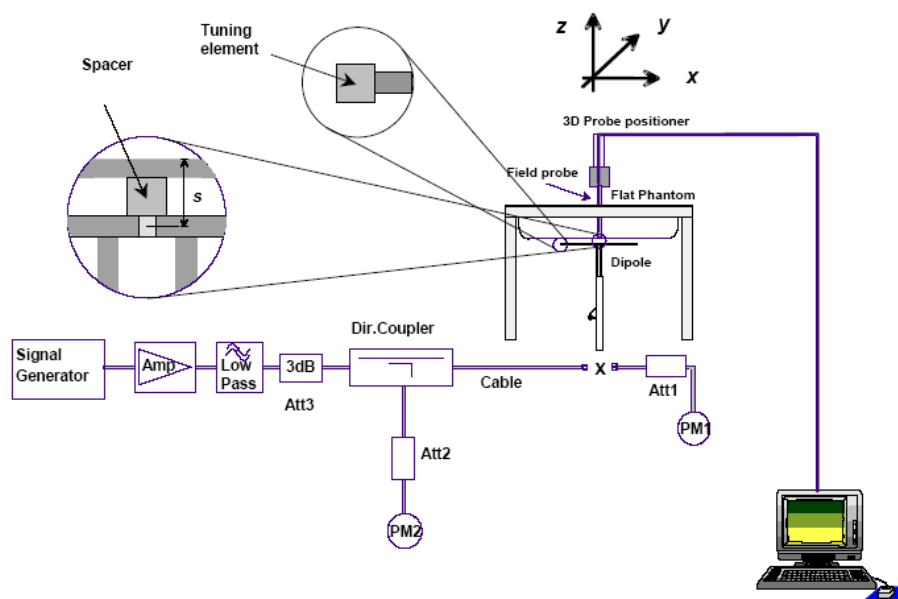 Tuning
element
Spacer
s
z
y
x
3D Probe positioner
Field probe
Flat Phantom
Dipole
Dir.Coupler
Signal
Generator
Amp
Low
Pass
3dB
Att3
Cable
X
Att1
PM1
Att2
PM2